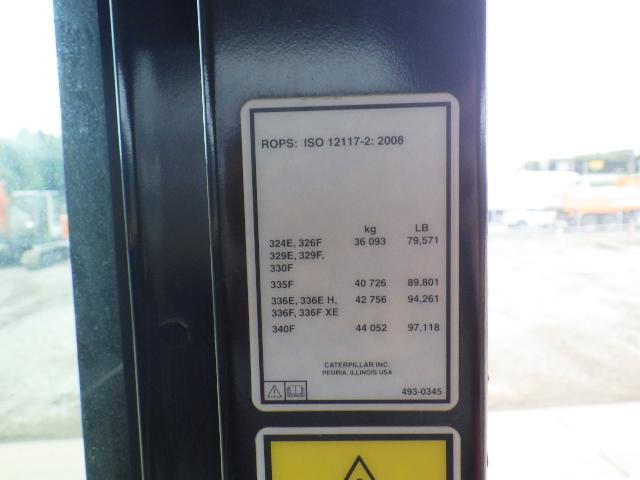 ROPS: ISO 12117-2: 2008
kg LB
324E, 326F 36 093 79,571
329E, 329F,
330F
335F 40 726 89,801
336E, 336E H, 42 756 94,261
336F, 336F XE
340F 44 052 97,118
CATERPILLAR INC.
PEORIA, ILLINOIS USA
493-0345